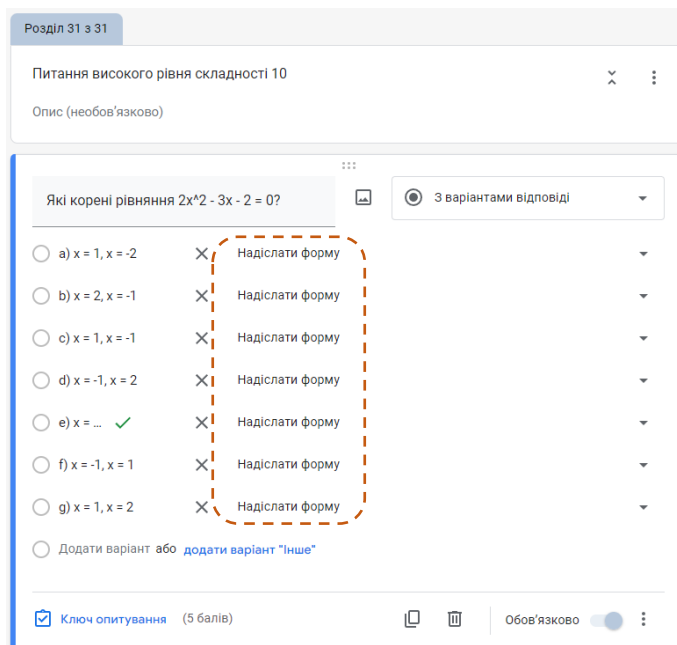 Розділ 31 з 31
Питання високого рівня складності 10
Опис (необов’язково)
Які корені рівняння 2x^2 - 3x - 2 = 0?
З варіантами відповіді
a) x = 1, x = -2 Надіслати форму
b) x = 2, x = -1 Надіслати форму
c) x = 1, x = -1 Надіслати форму
d) x = -1, x = 2 Надіслати форму
e) x = ... Надіслати форму
f) x = -1, x = 1 Надіслати форму
g) x = 1, x = 2 Надіслати форму
Додати варіант або додати варіант "Інше"
Ключ опитування (5 балів) Обов’язково